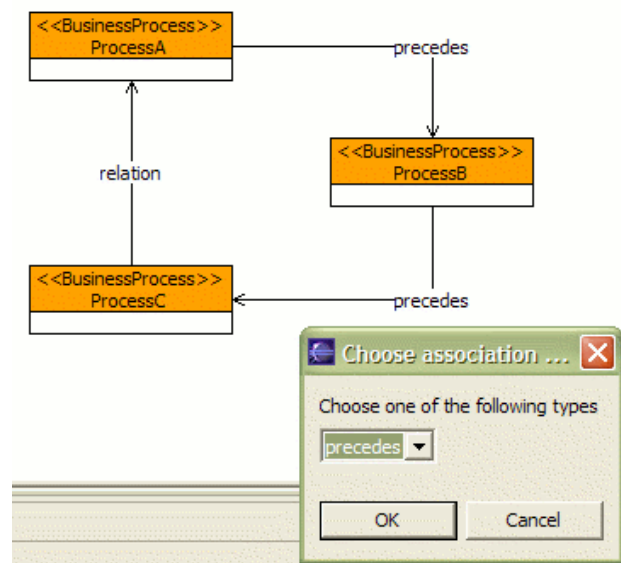 <<BusinessProcess>>
ProcessA
precedes
<<BusinessProcess>>
ProcessB
relation
<<BusinessProcess>>
ProcessC
precedes
Choose association ...
Choose one of the following types
precedes
OK
Cancel